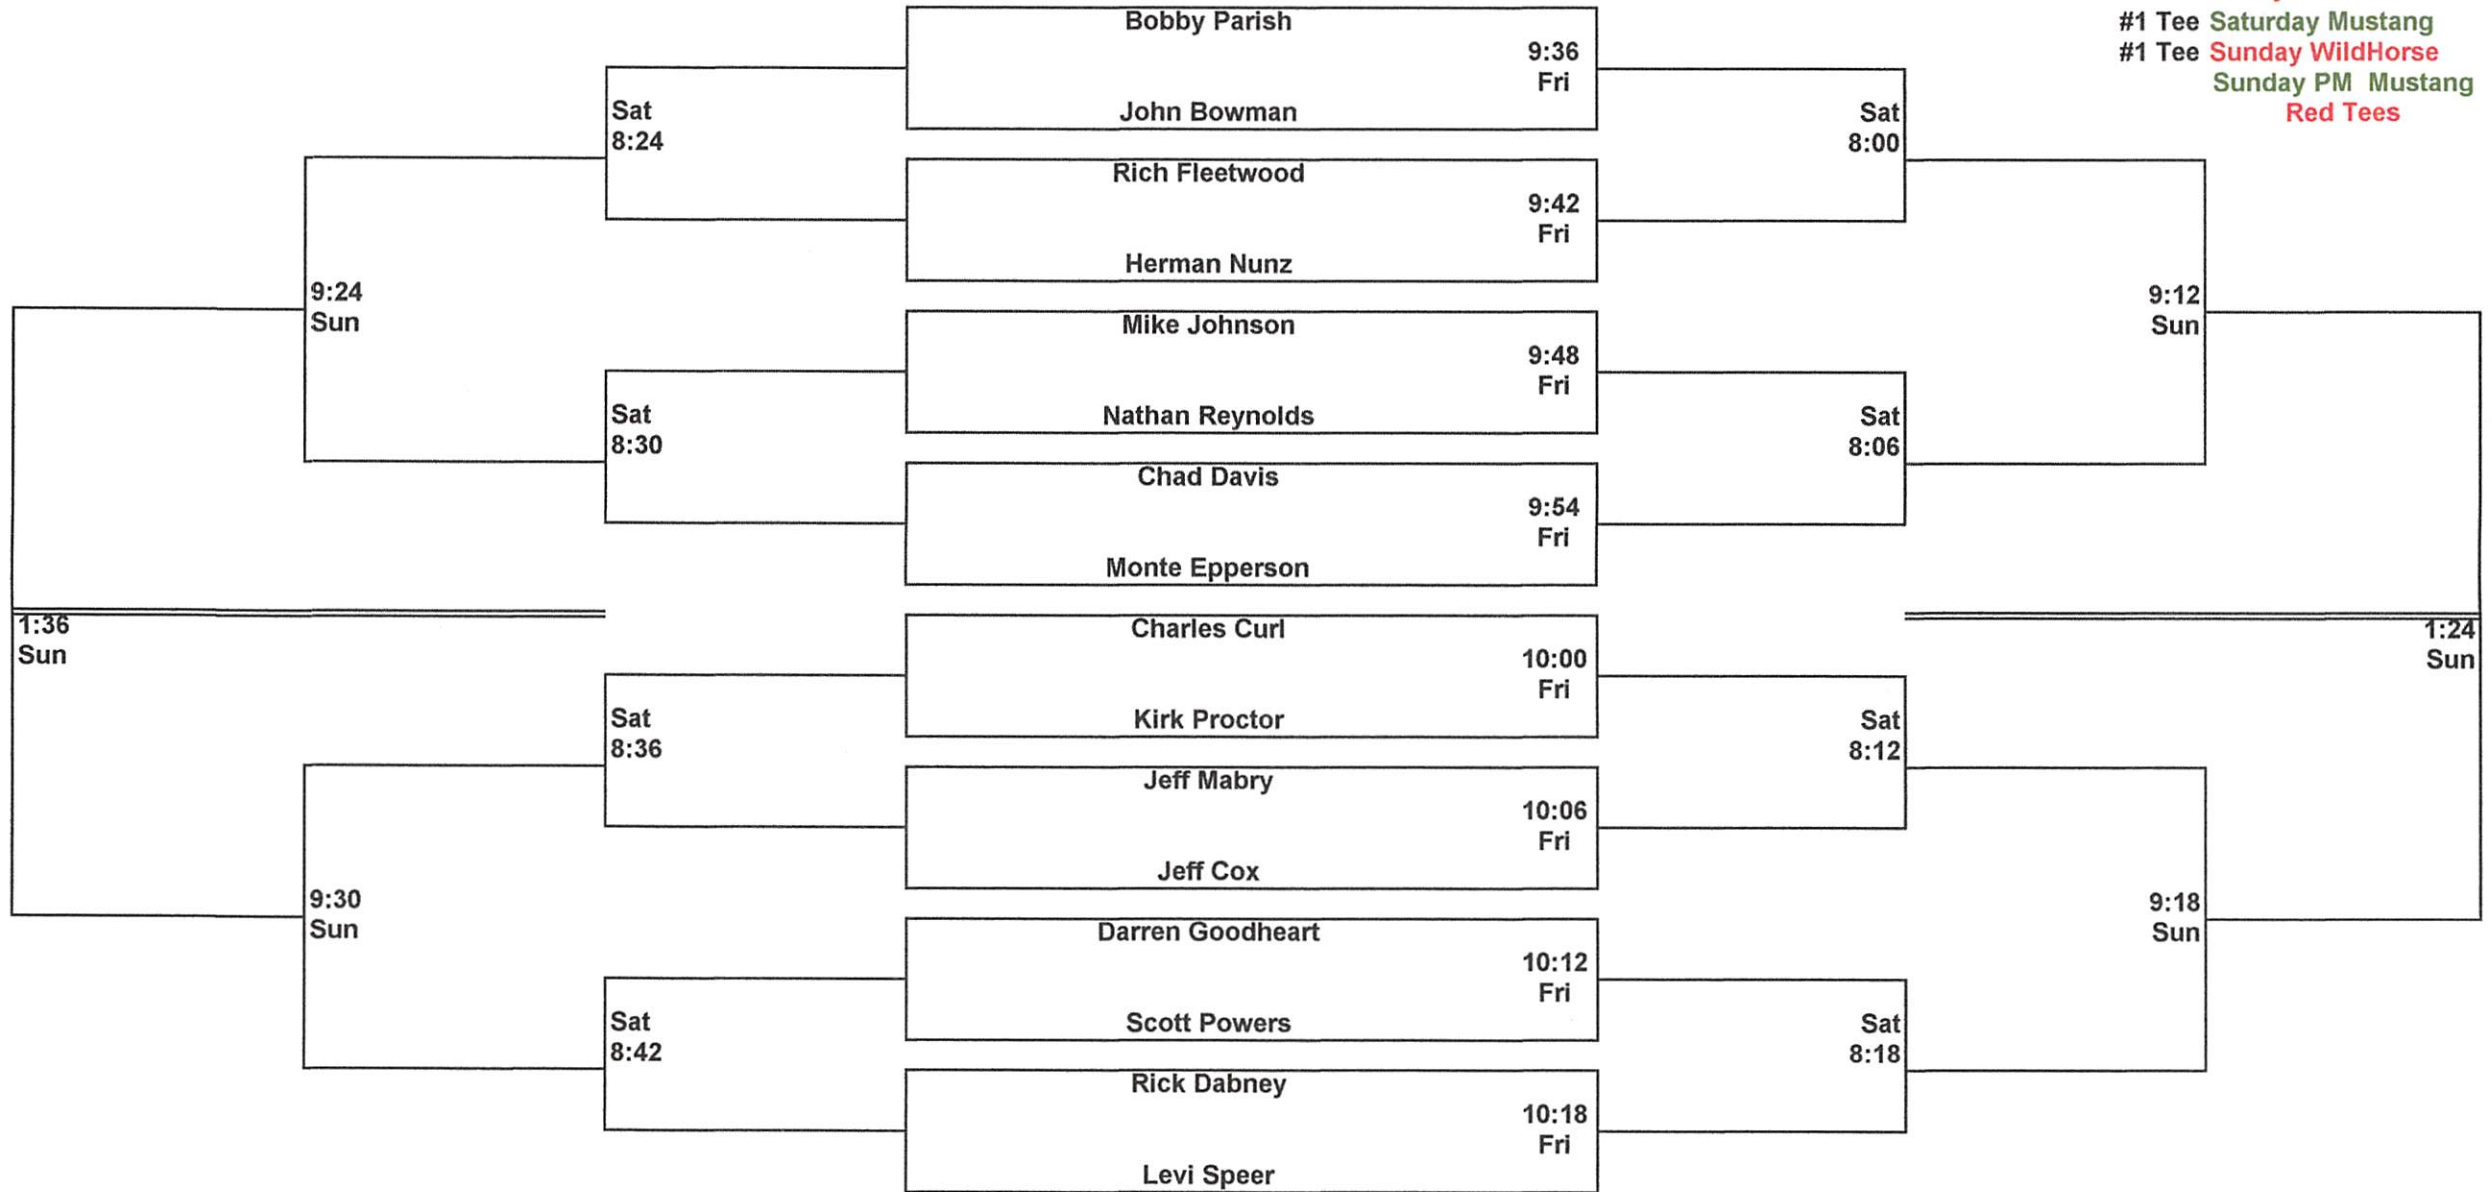 #1 Tee Saturday Mustang
#1 Tee Sunday WildHorse
Sunday PM Mustang
Red Tees
Bobby Parish
9:36
Fri
John Bowman
Sat
8:24
Sat
8:00
Rich Fleetwood
9:42
Fri
Herman Nunz
9:24
Sun
9:12
Sun
Mike Johnson
9:48
Fri
Nathan Reynolds
Sat
8:30
Sat
8:06
Chad Davis
9:54
Fri
Monte Epperson
1:36
Sun
1:24
Sun
Charles Curl
10:00
Fri
Kirk Proctor
Sat
8:36
Sat
8:12
Jeff Mabry
10:06
Fri
Jeff Cox
9:30
Sun
9:18
Sun
Darren Goodheart
10:12
Fri
Scott Powers
Sat
8:42
Sat
8:18
Rick Dabney
10:18
Fri
Levi Speer